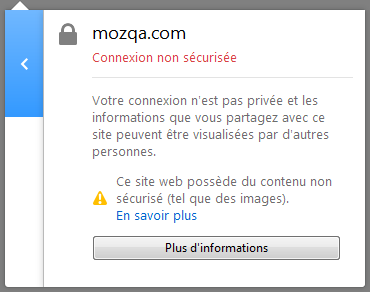 mozqa.com
Connexion non sécurisée
Votre connexion n'est pas privée et les
informations que vous partagez avec ce
site peuvent être visualisées par d'autres
personnes.
Ce site web possède du contenu non
sécurisé (tel que des images).
En savoir plus
Plus d'informations